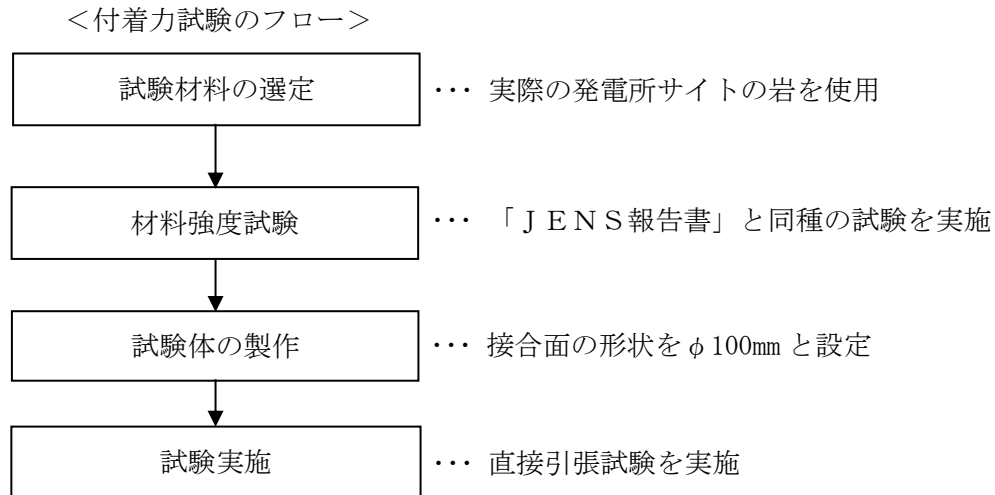 ＜付着力試験のフロー＞
試験材料の選定 ・・・ 実際の発電所サイトの岩を使用
材料強度試験 ・・・ 「ＪＥＮＳ報告書」と同種の試験を実施
試験体の製作 ・・・ 接合面の形状をφ100mm と設定
試験実施 ・・・ 直接引張試験を実施